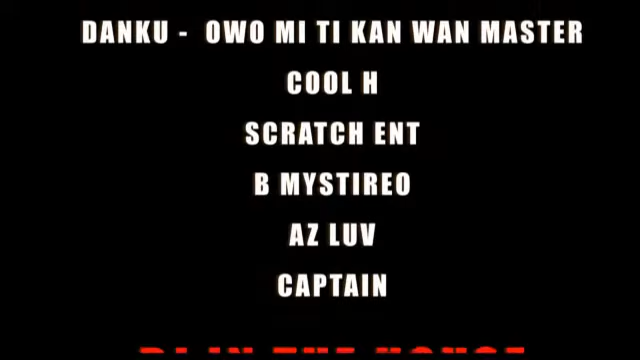 DANKU - OWO MI TI KAN WAN MASTER
COOL H
SCRATCH ENT
B MYSTIREO
AZ LUV
CAPTAIN